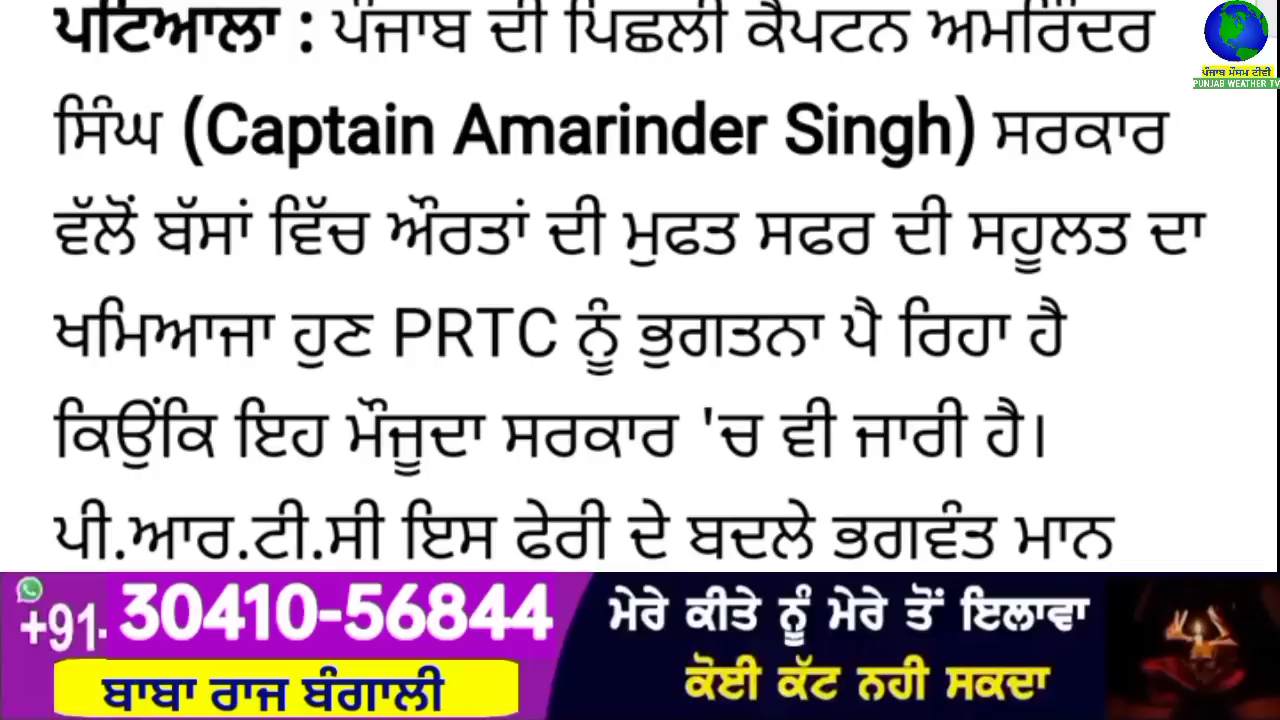 ਪਟਿਆਲਾ : ਪੰਜਾਬ ਦੀ ਪਿਛਲੀ ਕੈਪਟਨ ਅਮਰਿੰਦਰ
ਸਿੰਘ (Captain Amarinder Singh) ਸਰਕਾਰ
ਵੱਲੋਂ ਬੱਸਾਂ ਵਿੱਚ ਔਰਤਾਂ ਦੀ ਮੁਫਤ ਸਫਰ ਦੀ ਸਹੂਲਤ ਦਾ
ਖਮਿਆਜਾ ਹੁਣ PRTC ਨੂੰ ਭੁਗਤਨਾ ਪੈ ਰਿਹਾ ਹੈ
ਕਿਉਂਕਿ ਇਹ ਮੌਜੂਦਾ ਸਰਕਾਰ 'ਚ ਵੀ ਜਾਰੀ ਹੈ।
ਪੀ.ਆਰ.ਟੀ.ਸੀ ਇਸ ਫੇਰੀ ਦੇ ਬਦਲੇ ਭਗਵੰਤ ਮਾਨ
ਪੰਜਾਬ ਮੌਸਮ ਟੀਵੀ
PUNJAB WEATHER TV
+91- 30410-56844
ਬਾਬਾ ਰਾਜ ਬੰਗਾਲੀ
ਮੇਰੇ ਕੀਤੇ ਨੂੰ ਮੇਰੇ ਤੋਂ ਇਲਾਵਾ
ਕੋਈ ਕੱਟ ਨਹੀ ਸਕਦਾ